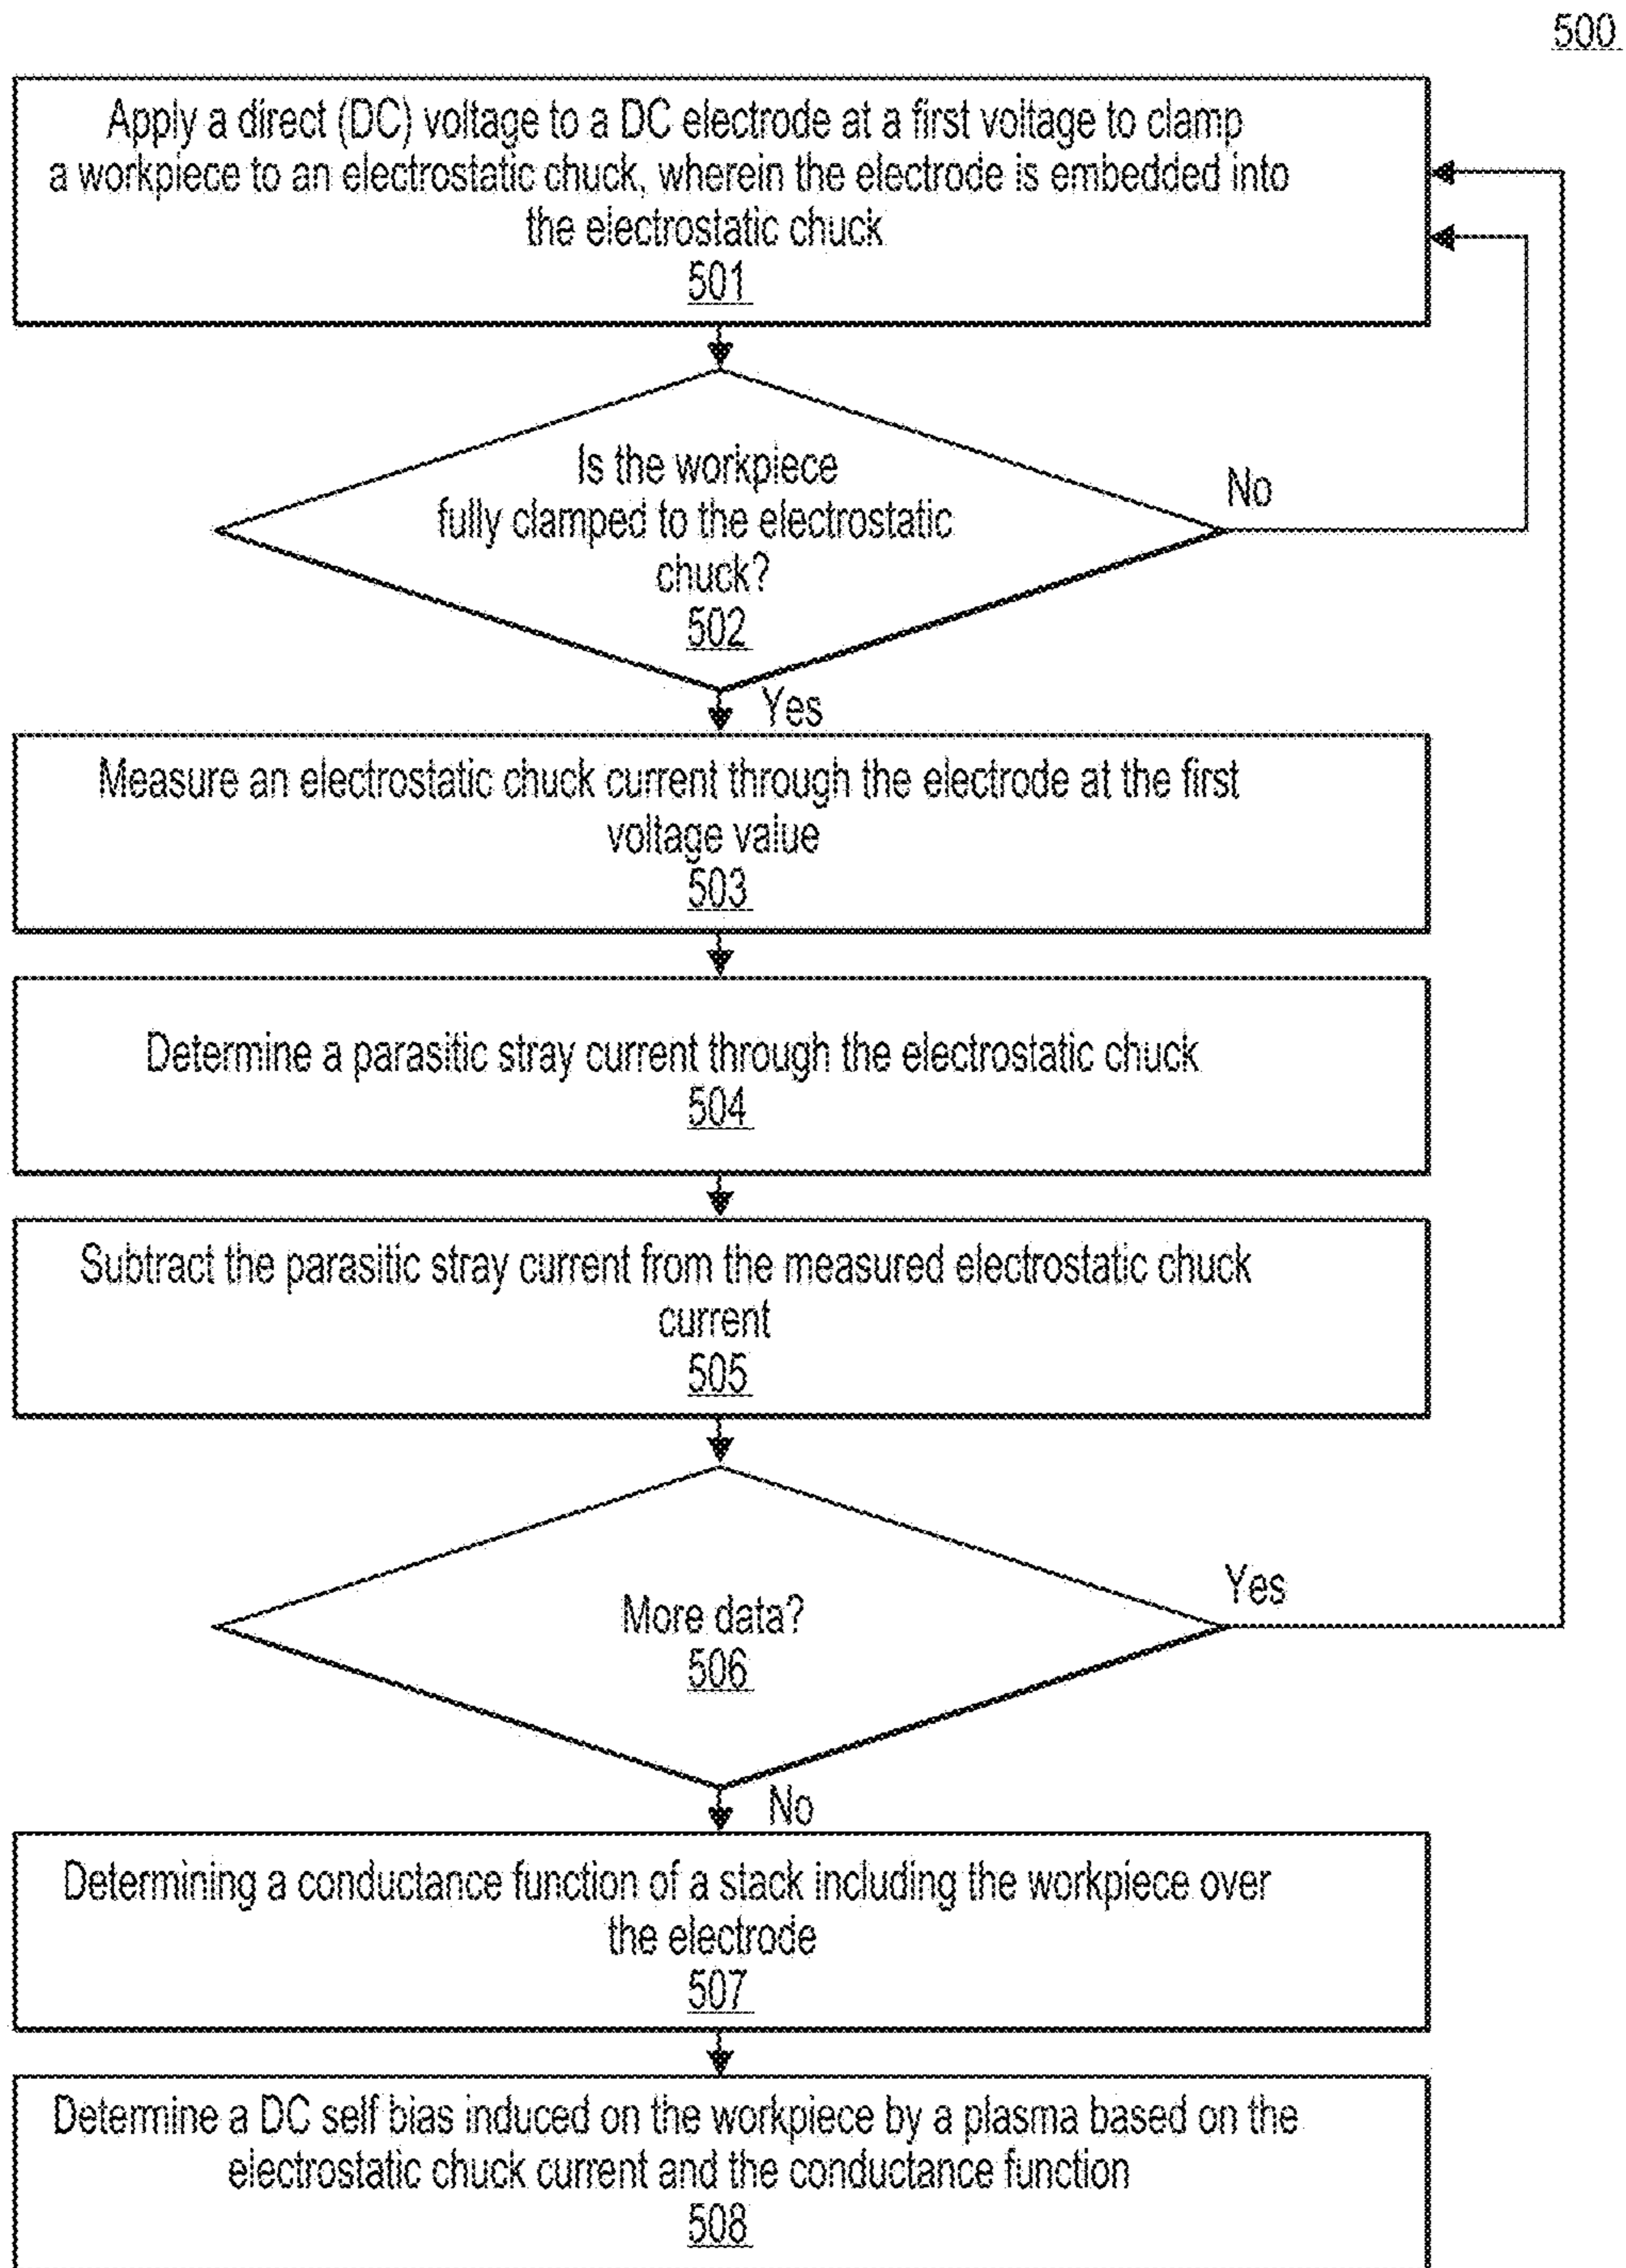 500
Apply a direct (DC) voltage to a DC electrode at a first voltage to clamp
a workpiece to an electrostatic chuck, wherein the electrode is embedded into
the electrostatic chuck
501
Is the workpiece
fully clamped to the electrostatic
chuck?
502
No
Yes
Measure an electrostatic chuck current through the electrode at the first
voltage value
503
Determine a parasitic stray current through the electrostatic chuck
504
Subtract the parasitic stray current from the measured electrostatic chuck
current
505
More data?
506
Yes
No
Determining a conductance function of a stack including the workpiece over
the electrode
507
Determine a DC self bias induced on the workpiece by a plasma based on the
electrostatic chuck current and the conductance function
508